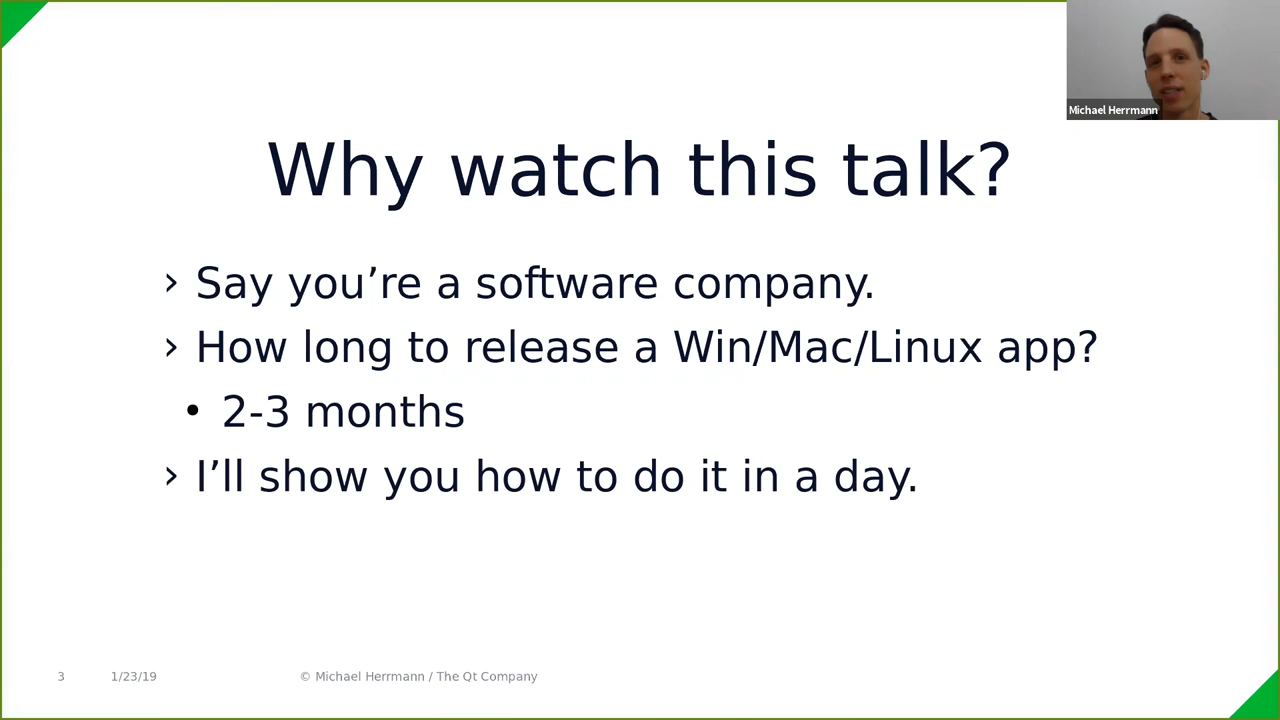 Michael Herrmann
Why watch this talk?
› Say you’re a software company.
› How long to release a Win/Mac/Linux app?
• 2-3 months
› I’ll show you how to do it in a day.
3 1/23/19 © Michael Herrmann / The Qt Company